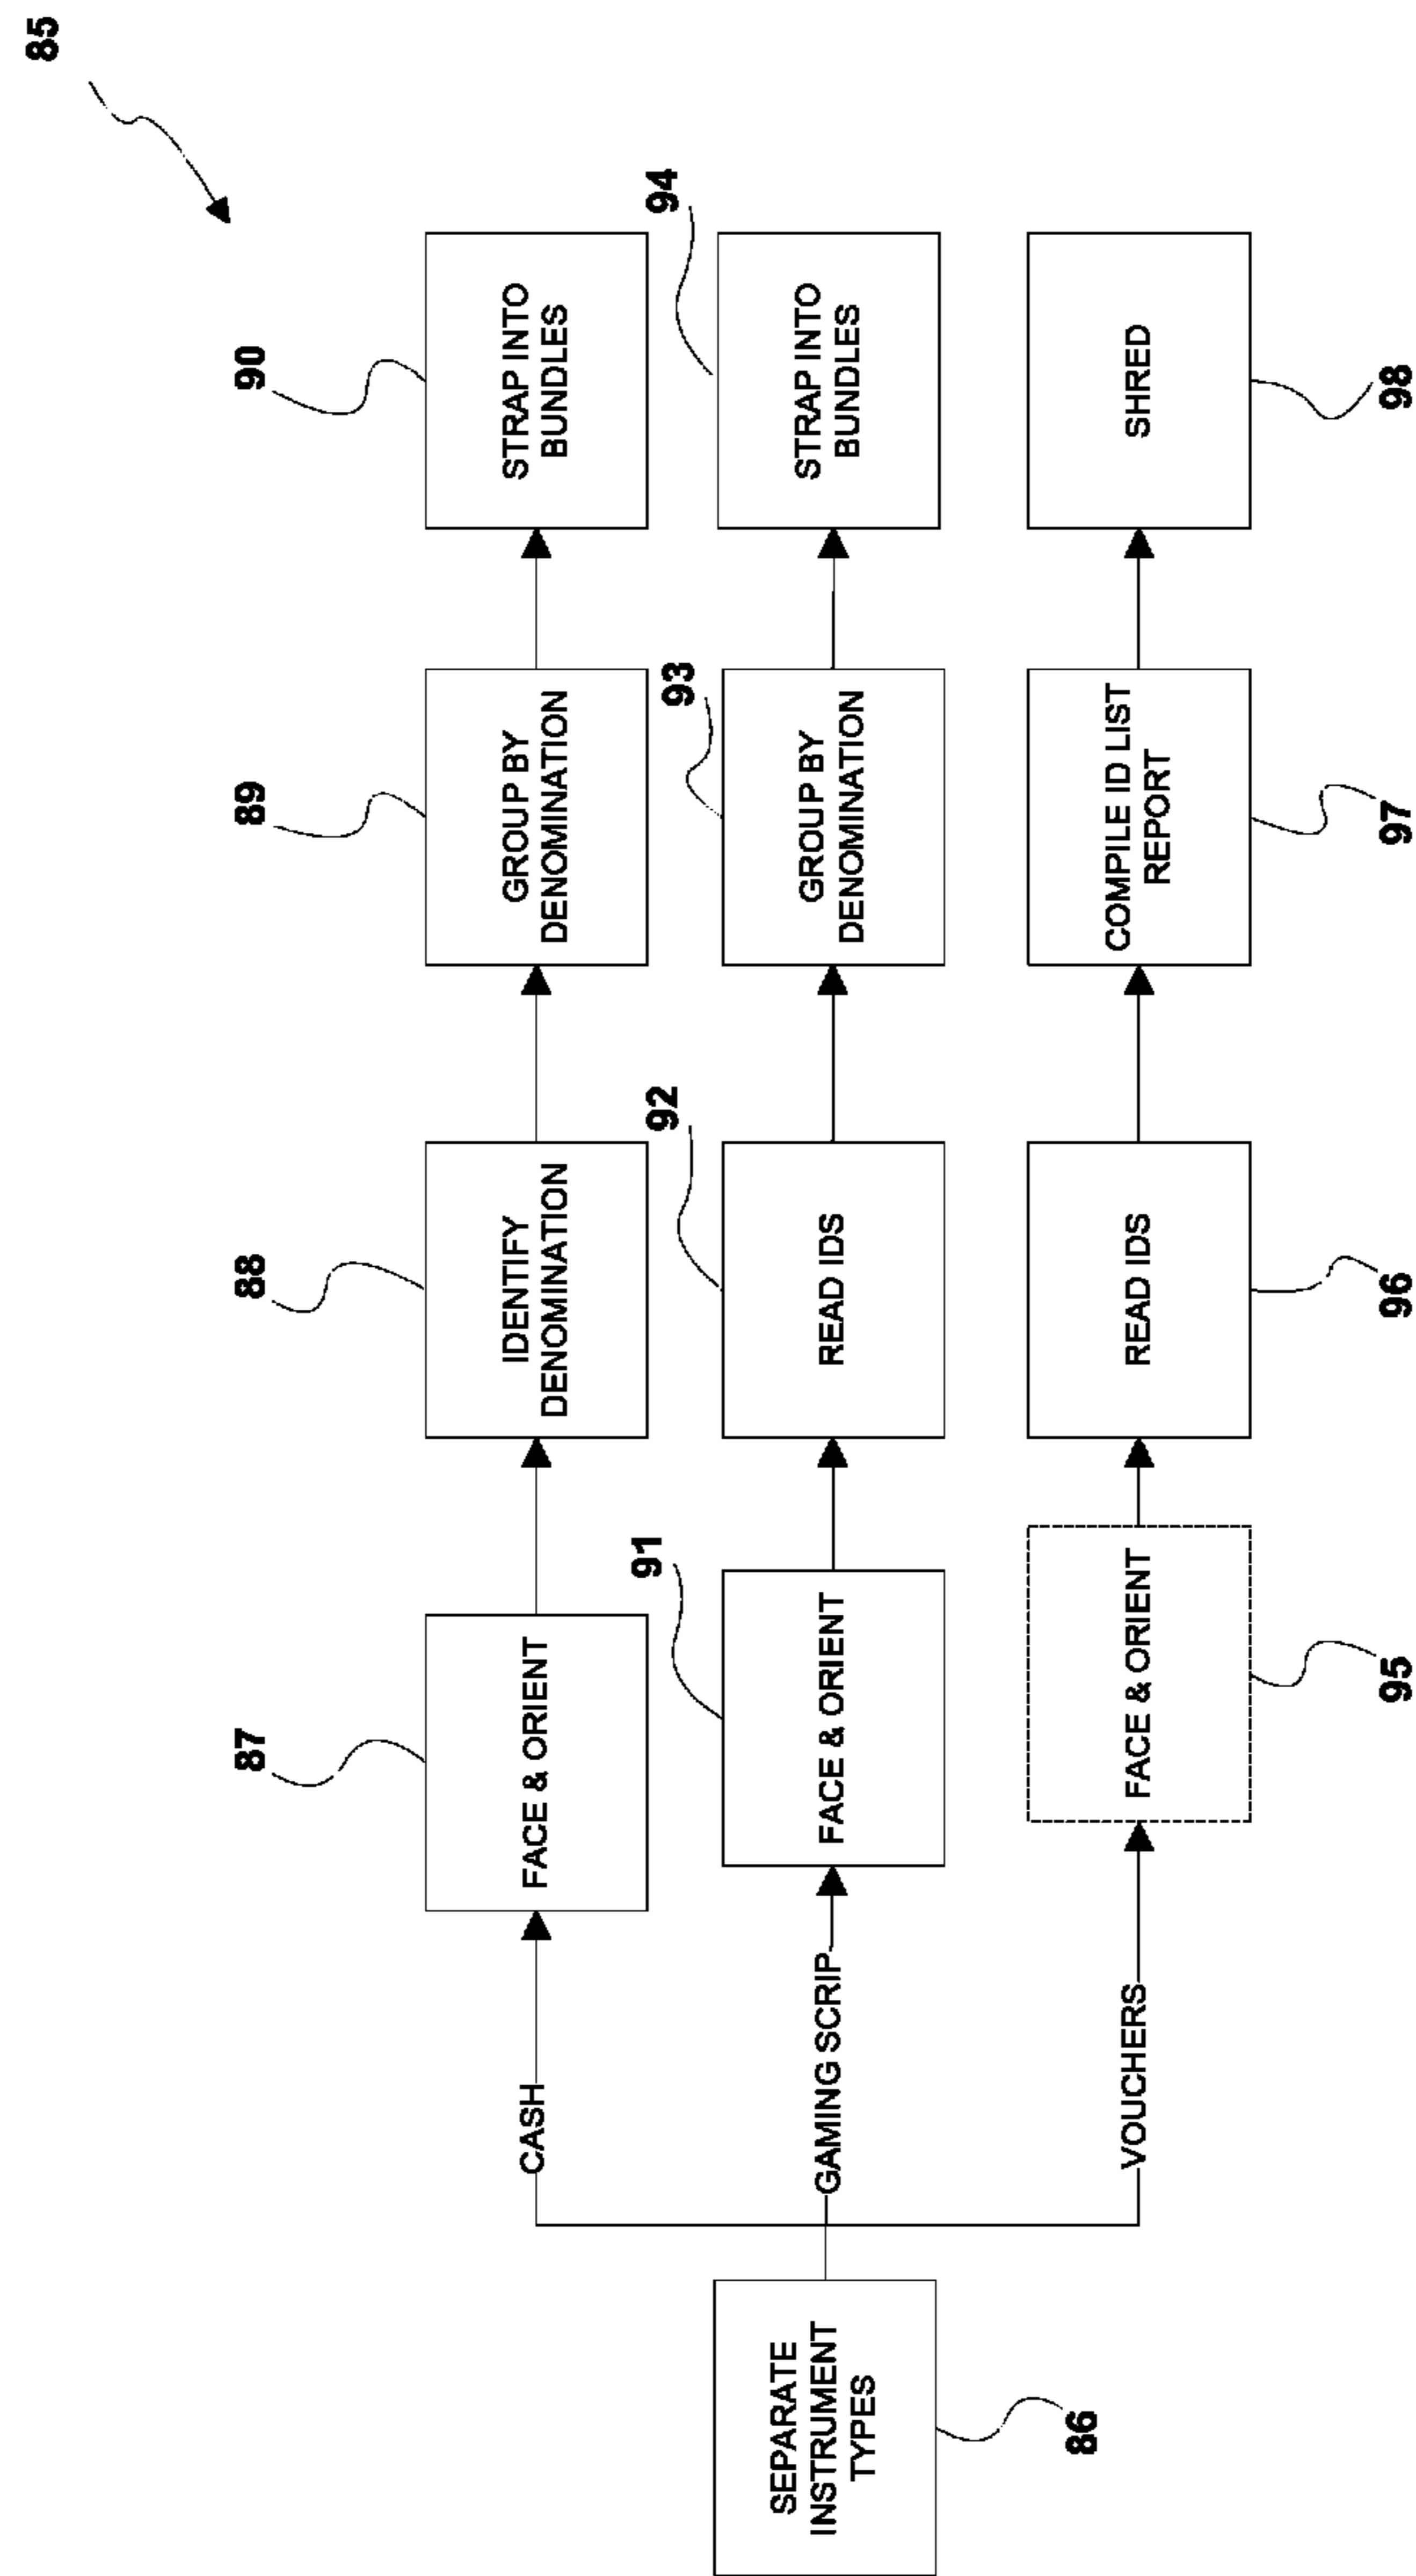 85
90
STRAP INTO
BUNDLES
89
GROUP BY
DENOMINATION
88
IDENTIFY
DENOMINATION
87
FACE & ORIENT
CASH
94
STRAP INTO
BUNDLES
93
GROUP BY
DENOMINATION
92
READ IDS
91
FACE & ORIENT
GAMING SCRIP
SHRED
98
COMPILE ID LIST
REPORT
97
READ IDS
96
FACE & ORIENT
95
VOUCHERS
SEPARATE
INSTRUMENT
TYPES
86